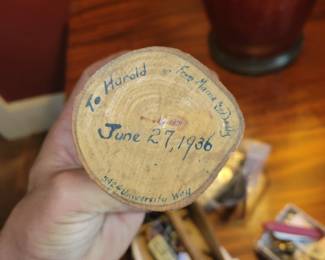 To Harold
From Mama & Daddy
June 27, 1936
University Way